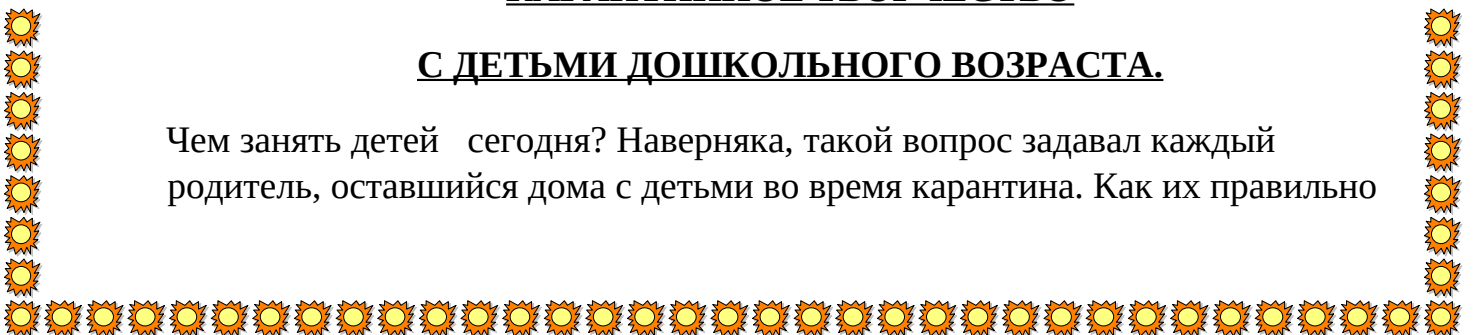 С ДЕТЬМИ ДОШКОЛЬНОГО ВОЗРАСТА.
Чем занять детей   сегодня? Наверняка, такой вопрос задавал каждый
родитель, оставшийся дома с детьми во время карантина. Как их правильно